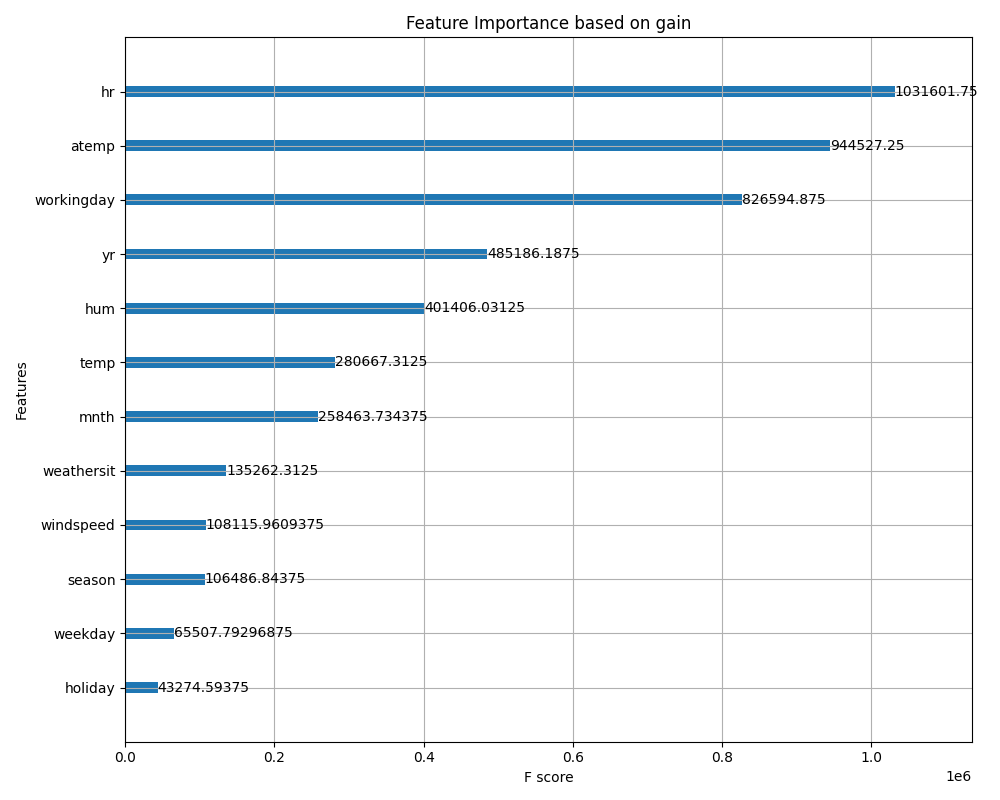 Feature Importance based on gain
Features
hr 1031601.75
atemp 944527.25
workingday 826594.875
yr 485186.1875
hum 401406.03125
temp 280667.3125
mnth 258463.734375
weathersit 135262.3125
windspeed 108115.9609375
season 106486.84375
weekday 65507.79296875
holiday 43274.59375
0.0 0.2 0.4 0.6 0.8 1.0
1e6
F score